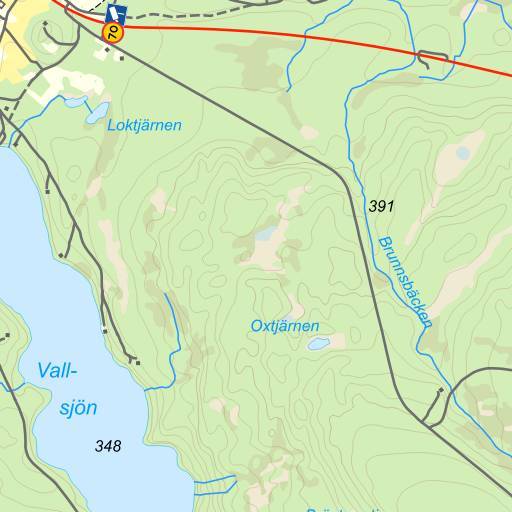 70
Loktjärnen
391
Brunnsbäcken
Oxtjärnen
Vall-
sjön
348